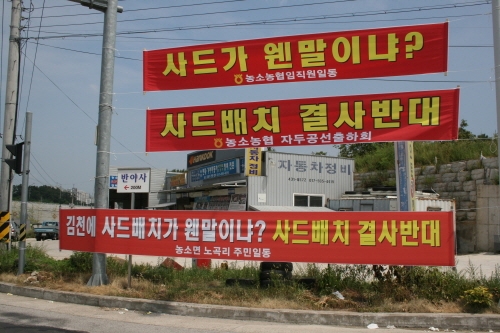 사드가 웬말이냐?
농소농협임직원일동
사드배치 결사반대
농소농협 자두공선출하회
자동차정비
반야사
김천에 사드배치가 웬말이냐? 사드배치 결사반대
농소면 노곡리 주민일동